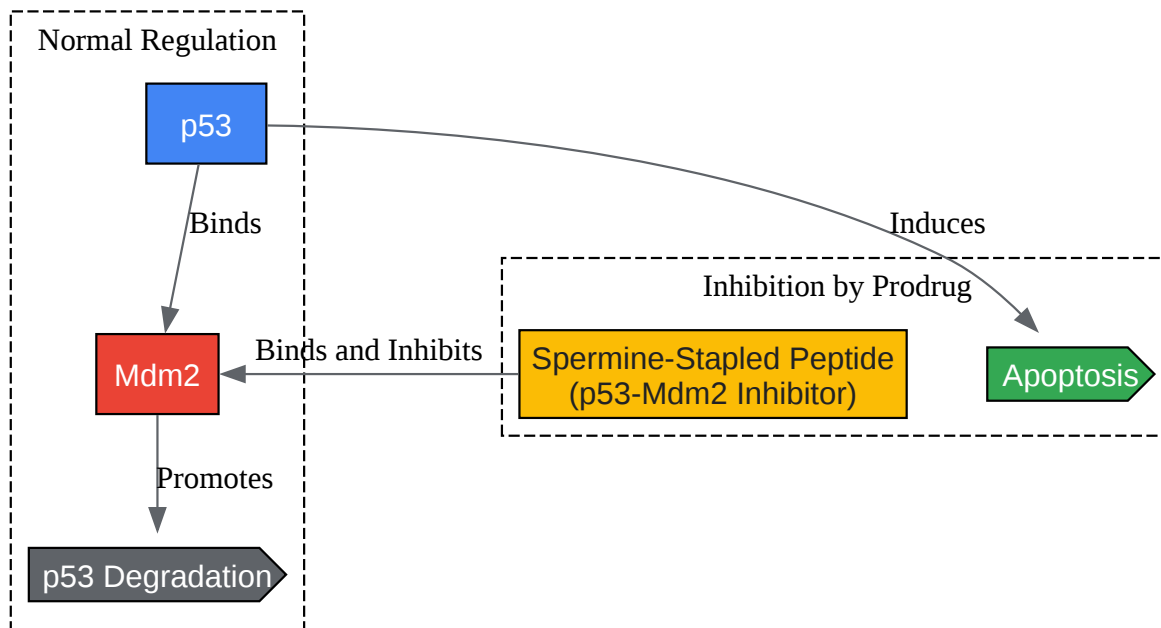 Normal Regulation
p53
Binds
Induces
Inhibition by Prodrug
Mdm2
Binds and Inhibits
Spermine-Stapled Peptide
(p53-Mdm2 Inhibitor)
Apoptosis
Promotes
p53 Degradation